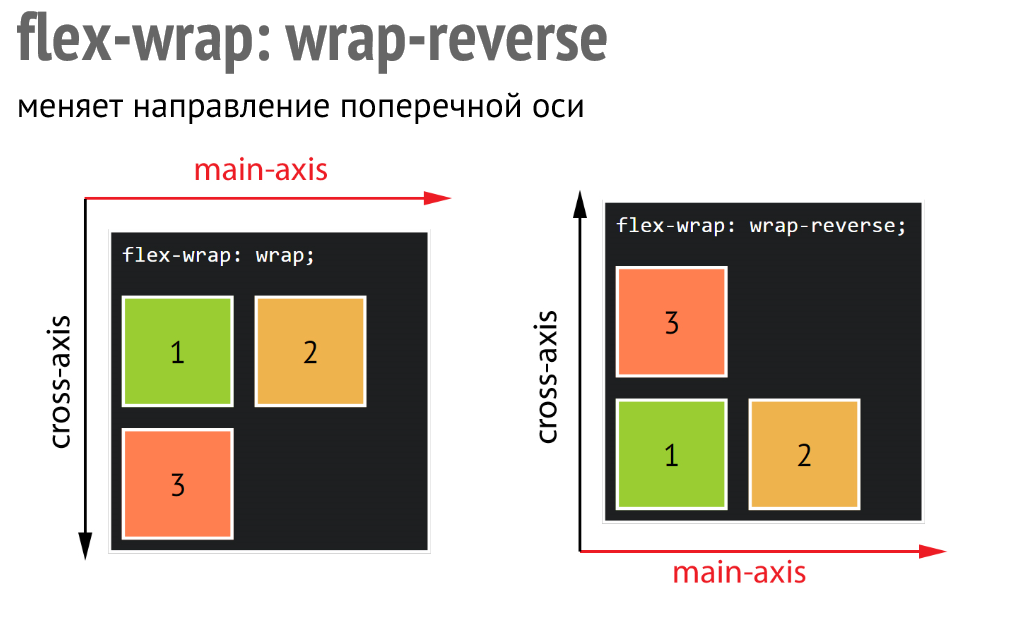 flex-wrap: wrap-reverse
меняет направление поперечной оси
main-axis
cross-axis
flex-wrap: wrap;
1 2
3
cross-axis
flex-wrap: wrap-reverse;
3
1 2
main-axis